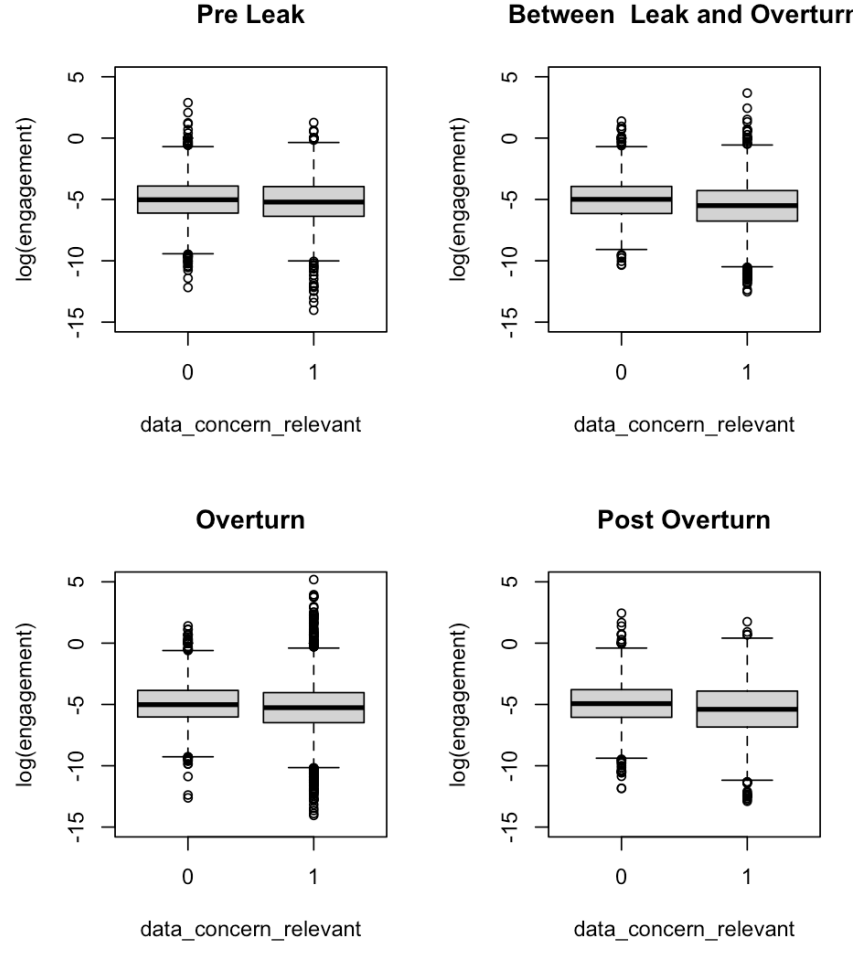 Pre Leak
log(engagement)
5
0
-5
-10
-15
0 1
data_concern_relevant
Between Leak and Overturn
log(engagement)
5
0
-5
-10
-15
0 1
data_concern_relevant
Overturn
log(engagement)
5
0
-5
-10
-15
0 1
data_concern_relevant
Post Overturn
log(engagement)
5
0
-5
-10
-15
0 1
data_concern_relevant